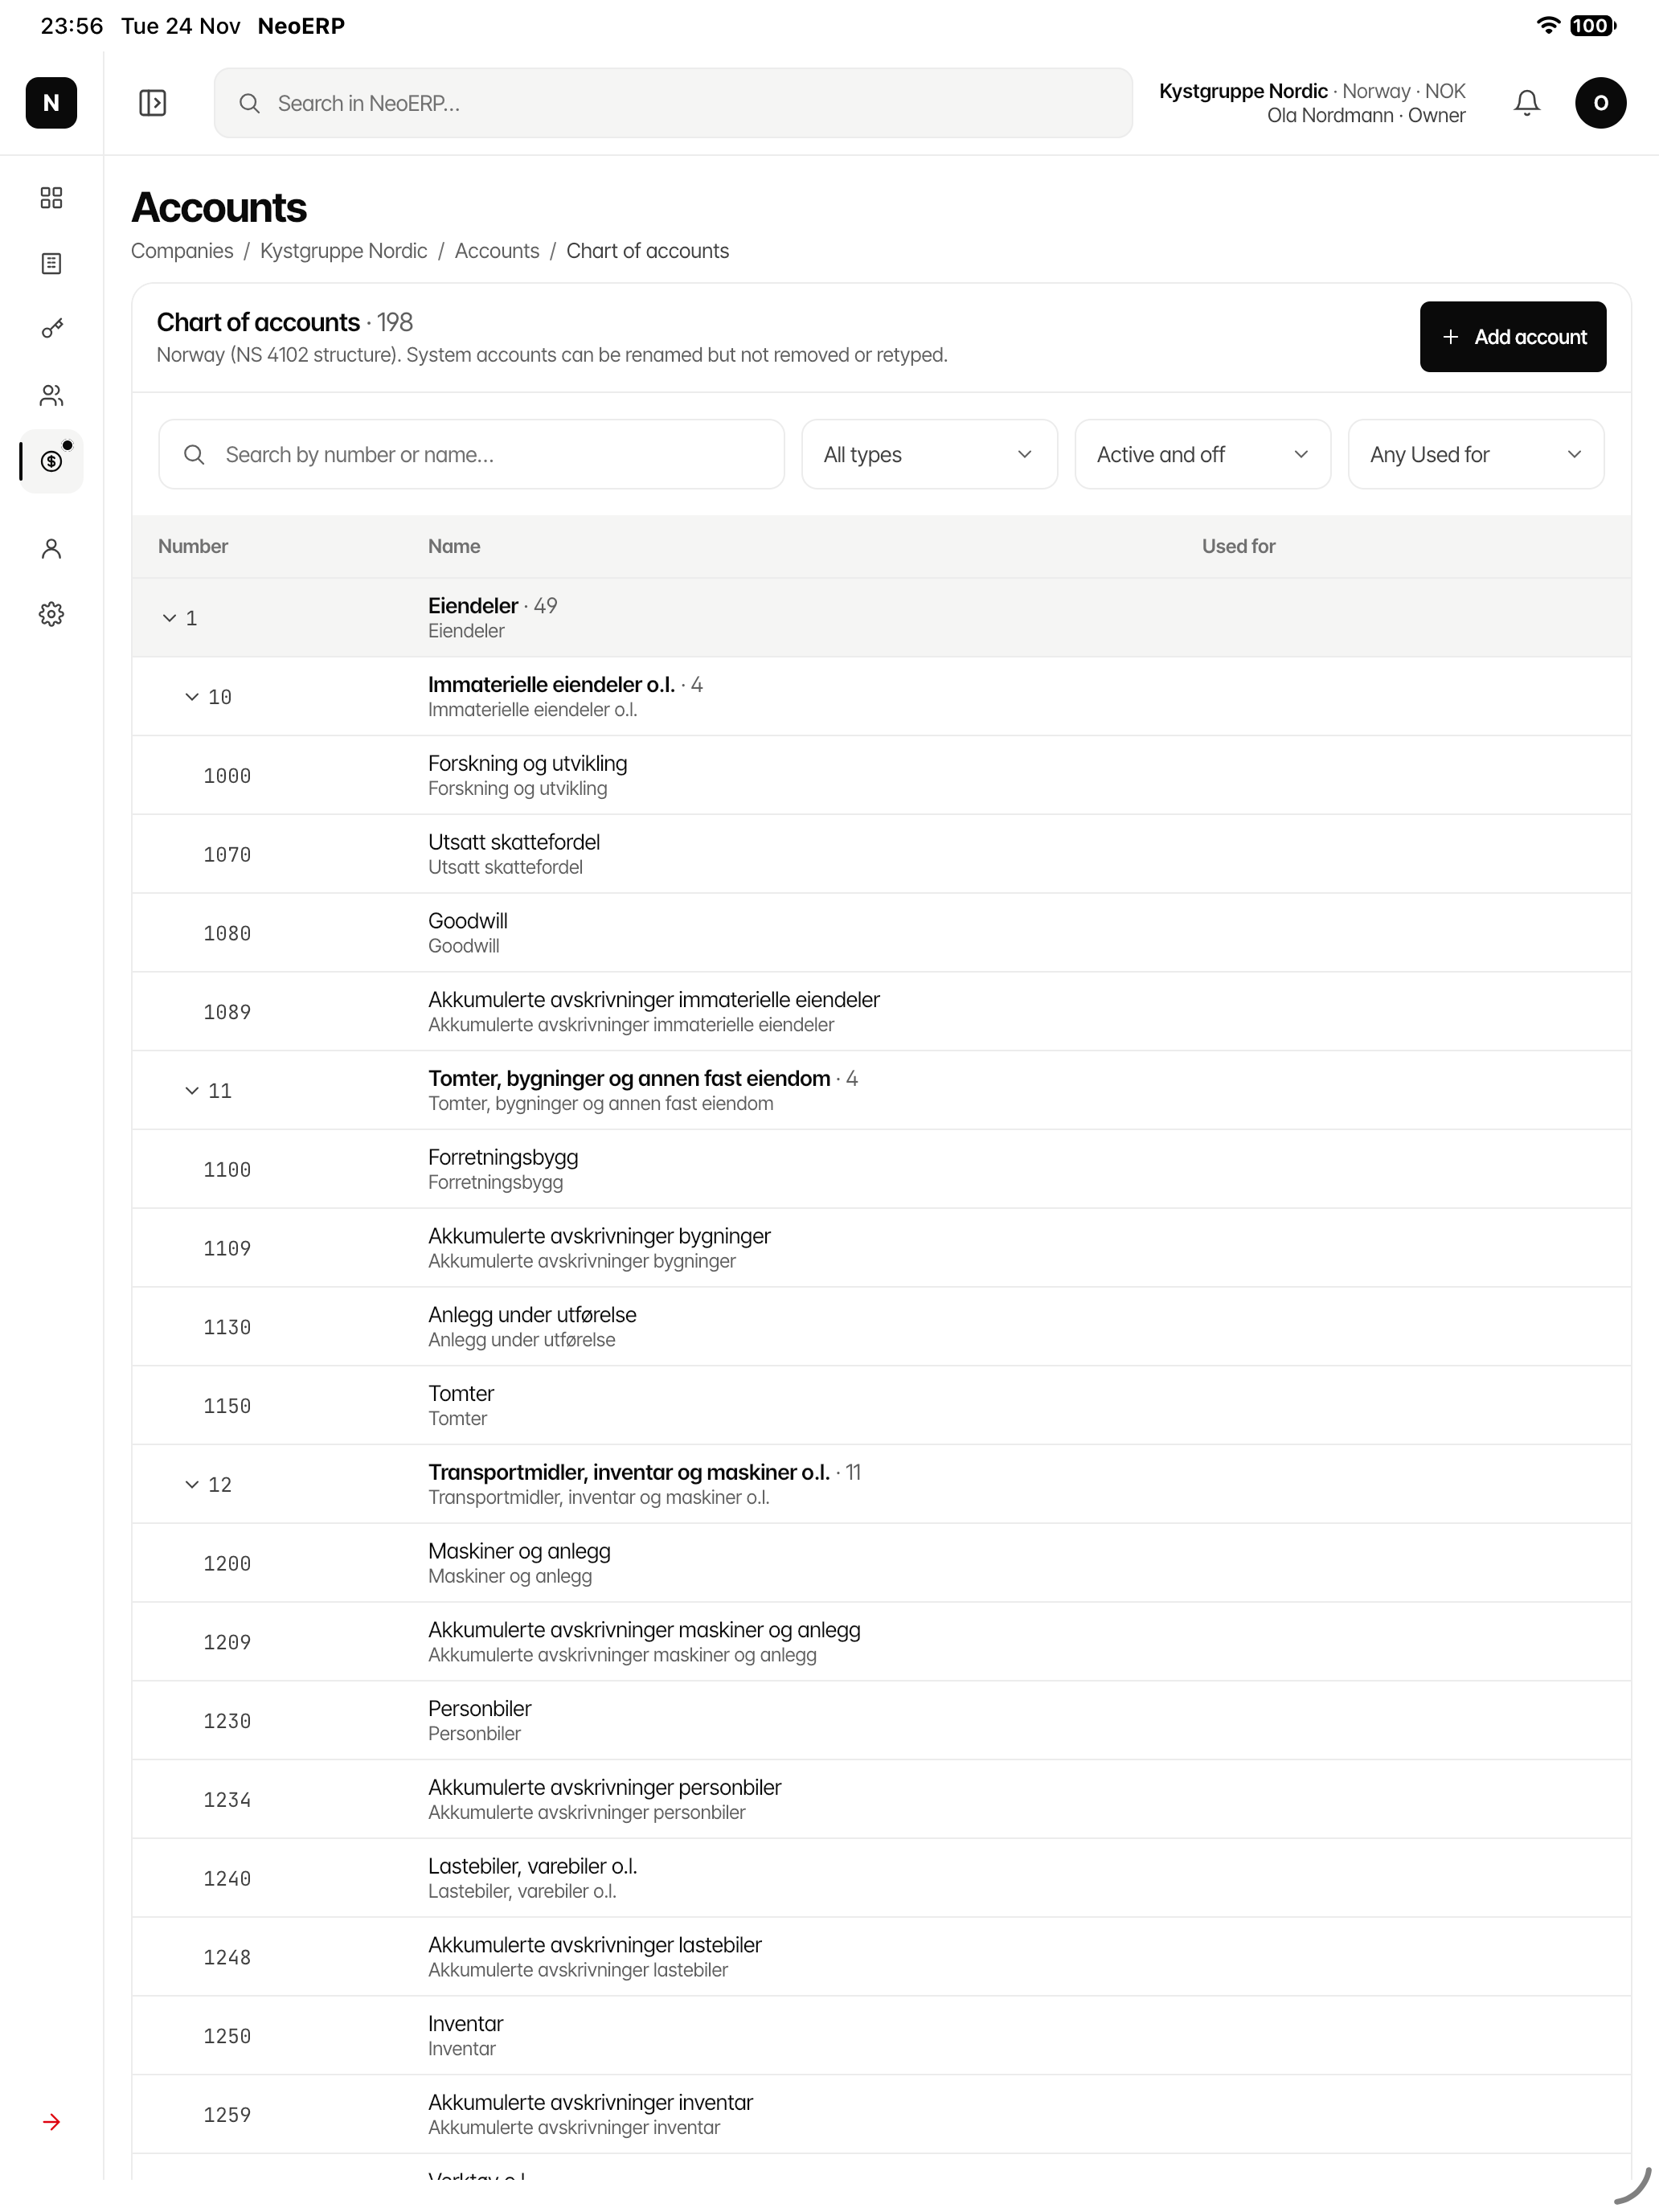 23:56 Tue 24 Nov NeoERP
100
N
Search in NeoERP...
Kystgruppe Nordic · Norway · NOK
Ola Nordmann · Owner
O
Accounts
Companies / Kystgruppe Nordic / Accounts / Chart of accounts
Chart of accounts · 198
Norway (NS 4102 structure). System accounts can be renamed but not removed or retyped.
+ Add account
Search by number or name...
All types
Active and off
Any Used for
Number Name Used for
1 Eiendeler · 49
Eiendeler
10 Immaterielle eiendeler o.l. · 4
Immaterielle eiendeler o.l.
1000 Forskning og utvikling
Forskning og utvikling
1070 Utsatt skattefordel
Utsatt skattefordel
1080 Goodwill
Goodwill
1089 Akkumulerte avskrivninger immaterielle eiendeler
Akkumulerte avskrivninger immaterielle eiendeler
11 Tomter, bygninger og annen fast eiendom · 4
Tomter, bygninger og annen fast eiendom
1100 Forretningsbygg
Forretningsbygg
1109 Akkumulerte avskrivninger bygninger
Akkumulerte avskrivninger bygninger
1130 Anlegg under utførelse
Anlegg under utførelse
1150 Tomter
Tomter
12 Transportmidler, inventar og maskiner o.l. · 11
Transportmidler, inventar og maskiner o.l.
1200 Maskiner og anlegg
Maskiner og anlegg
1209 Akkumulerte avskrivninger maskiner og anlegg
Akkumulerte avskrivninger maskiner og anlegg
1230 Personbiler
Personbiler
1234 Akkumulerte avskrivninger personbiler
Akkumulerte avskrivninger personbiler
1240 Lastebiler, varebiler o.l.
Lastebiler, varebiler o.l.
1248 Akkumulerte avskrivninger lastebiler
Akkumulerte avskrivninger lastebiler
1250 Inventar
Inventar
1259 Akkumulerte avskrivninger inventar
Akkumulerte avskrivninger inventar